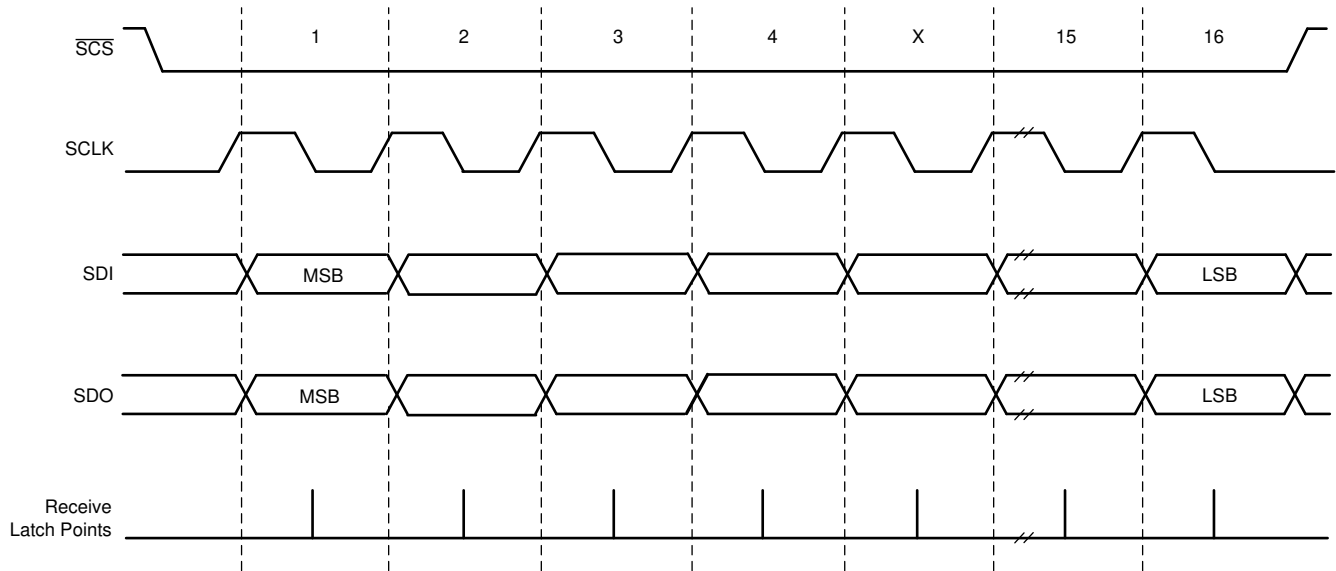 SCS
1 2 3 4 X 15 16
SCLK
SDI
MSB
LSB
SDO
MSB
LSB
Receive
Latch Points